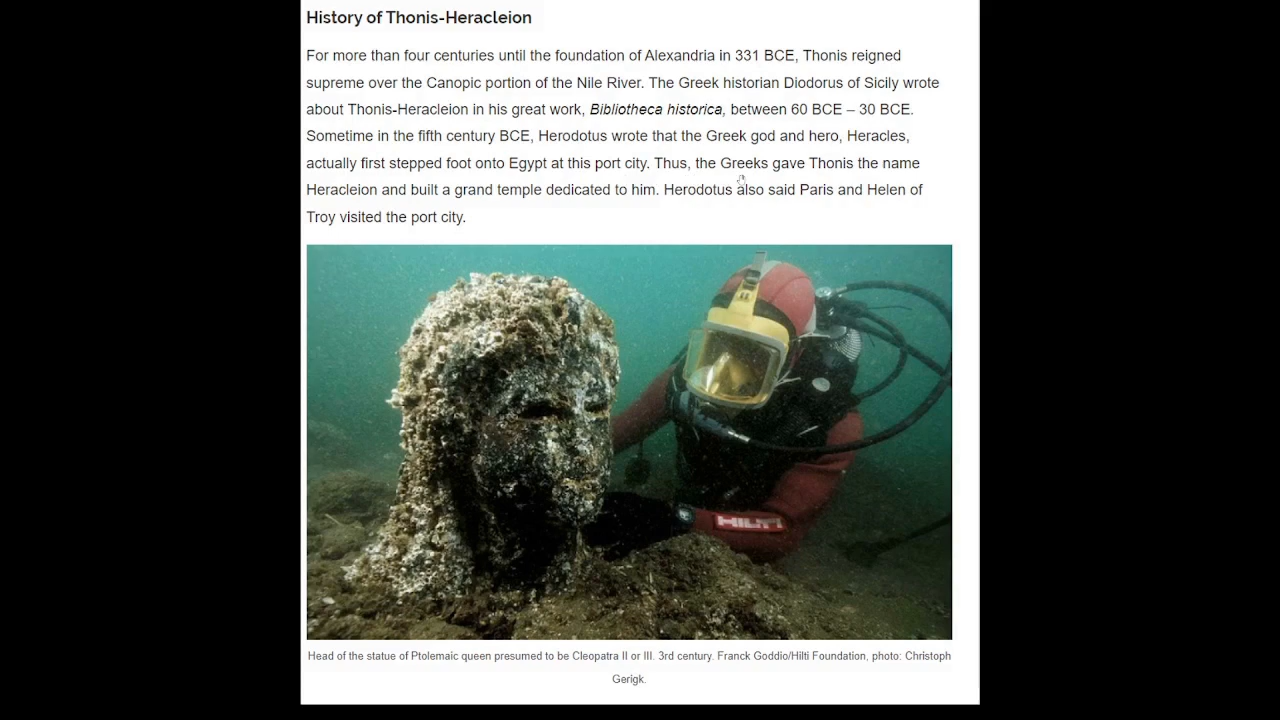 History of Thonis-Heracleion
For more than four centuries until the foundation of Alexandria in 331 BCE, Thonis reigned
supreme over the Canopic portion of the Nile River. The Greek historian Diodorus of Sicily wrote
about Thonis-Heracleion in his great work, Bibliotheca historica, between 60 BCE – 30 BCE.
Sometime in the fifth century BCE, Herodotus wrote that the Greek god and hero, Heracles,
actually first stepped foot onto Egypt at this port city. Thus, the Greeks gave Thonis the name
Heracleion and built a grand temple dedicated to him. Herodotus also said Paris and Helen of
Troy visited the port city.
HILTI
Head of the statue of Ptolemaic queen presumed to be Cleopatra II or III. 3rd century. Franck Goddio/Hilti Foundation, photo: Christoph
Gerigk.